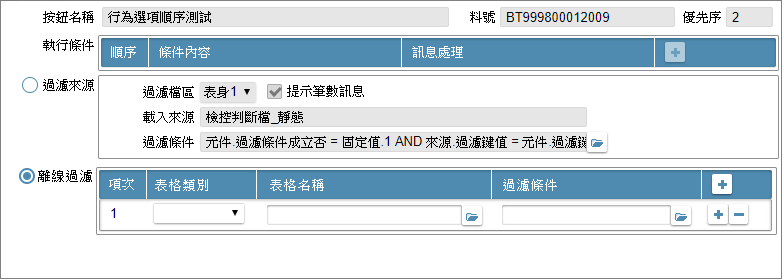 按鈕名稱 行為選項順序測試 料號 BT999800012009 優先序 2
執行條件 順序 條件內容 訊息處理
過濾來源 過濾檔區 表身1 提示筆數訊息
載入來源 檢控判斷檔_靜態
過濾條件 元件.過濾條件成立否 = 固定值.1 AND 來源.過濾鍵值 = 元件.過濾鍵
離線過濾 項次 表格類別 表格名稱 過濾條件
1